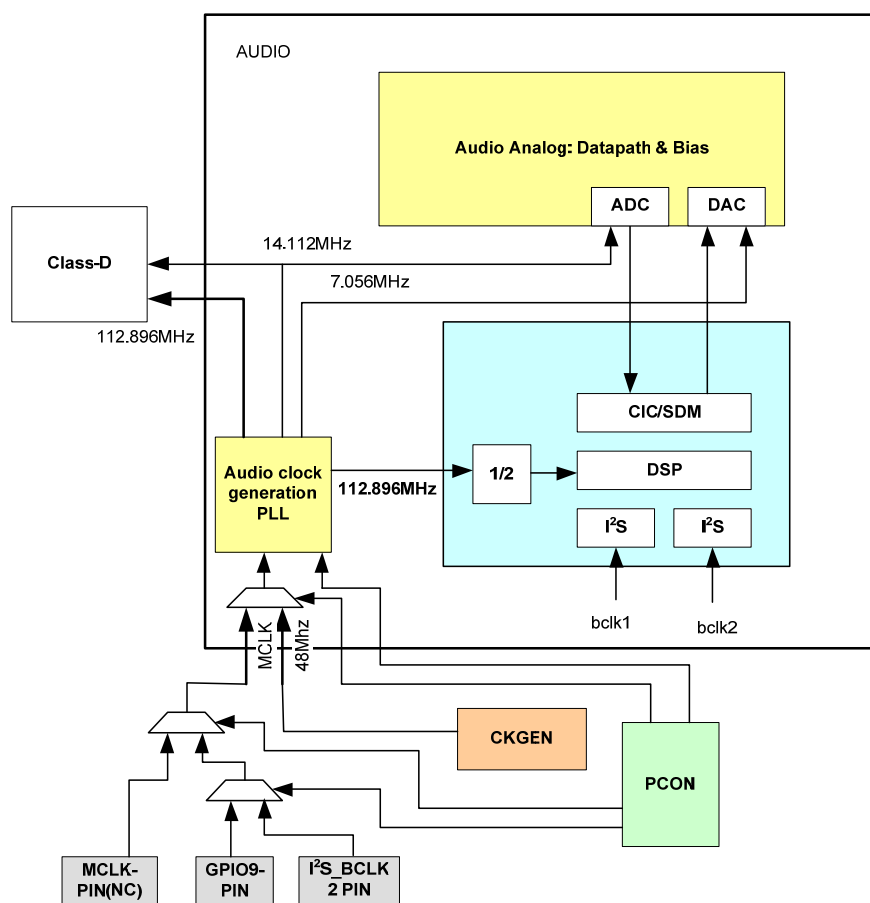 AUDIO
Audio Analog: Datapath & Bias
ADC
DAC
Class-D
14.112MHz
7.056MHz
112.896MHz
CIC/SDM
Audio clock
generation
PLL
112.896MHz
1/2
DSP
I²S
I²S
bclk1
bclk2
MCLK
48Mhz
CKGEN
PCON
MCLK-
PIN(NC)
GPIO9-
PIN
I²S_BCLK
2 PIN